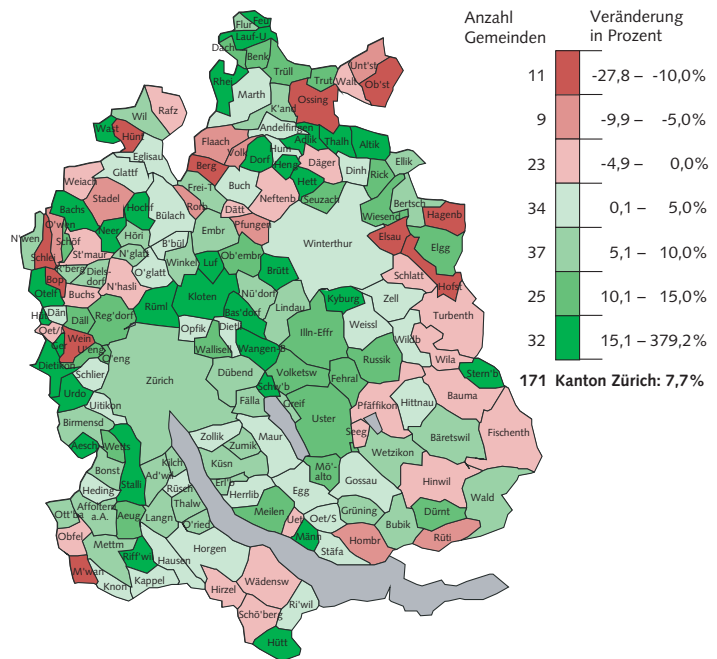 Anzahl Gemeinden
Veränderung in Prozent
11 -27,8 – -10,0%
9 -9,9 – -5,0%
23 -4,9 – 0,0%
34 0,1 – 5,0%
37 5,1 – 10,0%
25 10,1 – 15,0%
32 15,1 – 379,2%
171 Kanton Zürich: 7,7%
Flur Feu
Lauf-U
Dach
Benk
Rhei
Trüll
Trut
Unt'st
Walt
Ob'st
Marth
Ossing
K'and
Wil
Rafz
Wast
Hünt
Andelfingen
Adlik
Thalh
Altik
Eglisau
Flaach
Volk
Dorf
Hum
Heng
Däger
Dinh
Rick
Ellik
Glattf
Berg
Hett
Weiach
Stadel
Buch
Frei-T
Neftenb
Seuzach
Bertsch
Bachs
Hochf
Bülach
Rorb
Dätt
Wiesend
Hagenb
O'wen
Neer
Höri
Embr
Pfungen
N'wen
Schöf
Schlei
St'maur
B'bül
Winterthur
Elsau
Elgg
N'glatt
Winkel
Luf
Ob'embr
R'berg
Dielsdorf
O'glatt
Brütt
Schlatt
Bop
Otelf
Buchs
N'hasli
Kloten
Nü'dorf
Hofst
Rüml
Bas'dorf
Lindau
Kyburg
Zell
Turbenth
Hü
Dän
Däll
Reg'dorf
Opfik
Dietl
Illn-Effr
Weissl
Oet/S
Wein
Ger
U'eng
O'eng
Wallisell
Wangen-B
Wildb
Wila
Dietikon
Schlier
Dübend
Volketsw
Russik
Fehral
Stern'b
Urdo
Zürich
Schw'b
Uitikon
Fälla
Greif
Pfäffikon
Hittnau
Bauma
Birmensd
Uster
Seeg
Fischenth
Aesch
Wetts
Zollik
Maur
Bäretswil
Zumik
Wetzikon
Bonst
Kilch
Küsn
Mö'alto
Stalli
Ad'wil
Gossau
Heding
Rüsch
Erl'b
Herrlib
Egg
Hinwil
Ott'ba
Affoltern a.A.
Aeug
Thalw
Langn
Meilen
Grüning
Wald
O'ried
Uet
Oet/S
Dürnt
Obfel
Mettm
Männ
Bubik
Riff'wil
Horgen
Stäfa
Hombr
Rüti
Hausen
M'wan
Knon
Kappel
Hirzel
Wädensw
Ri'wil
Schö'berg
Hütt